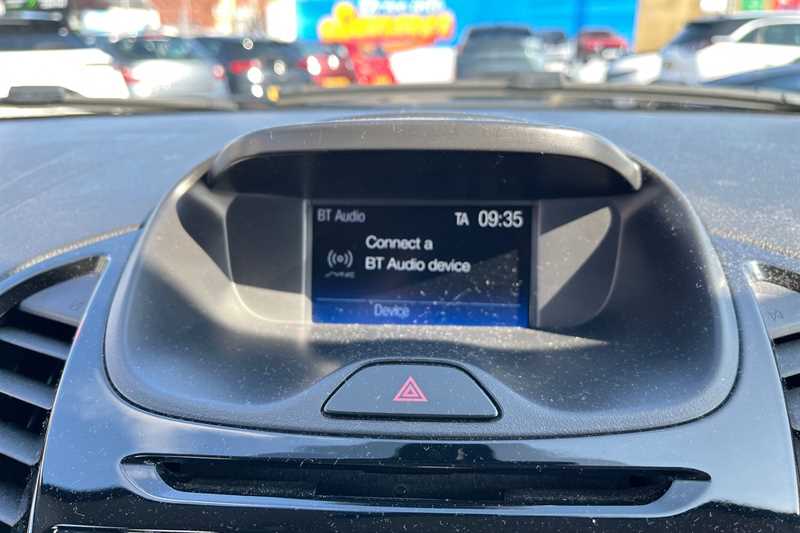 BT Audio TA 09:35
Connect a
BT Audio device
Device